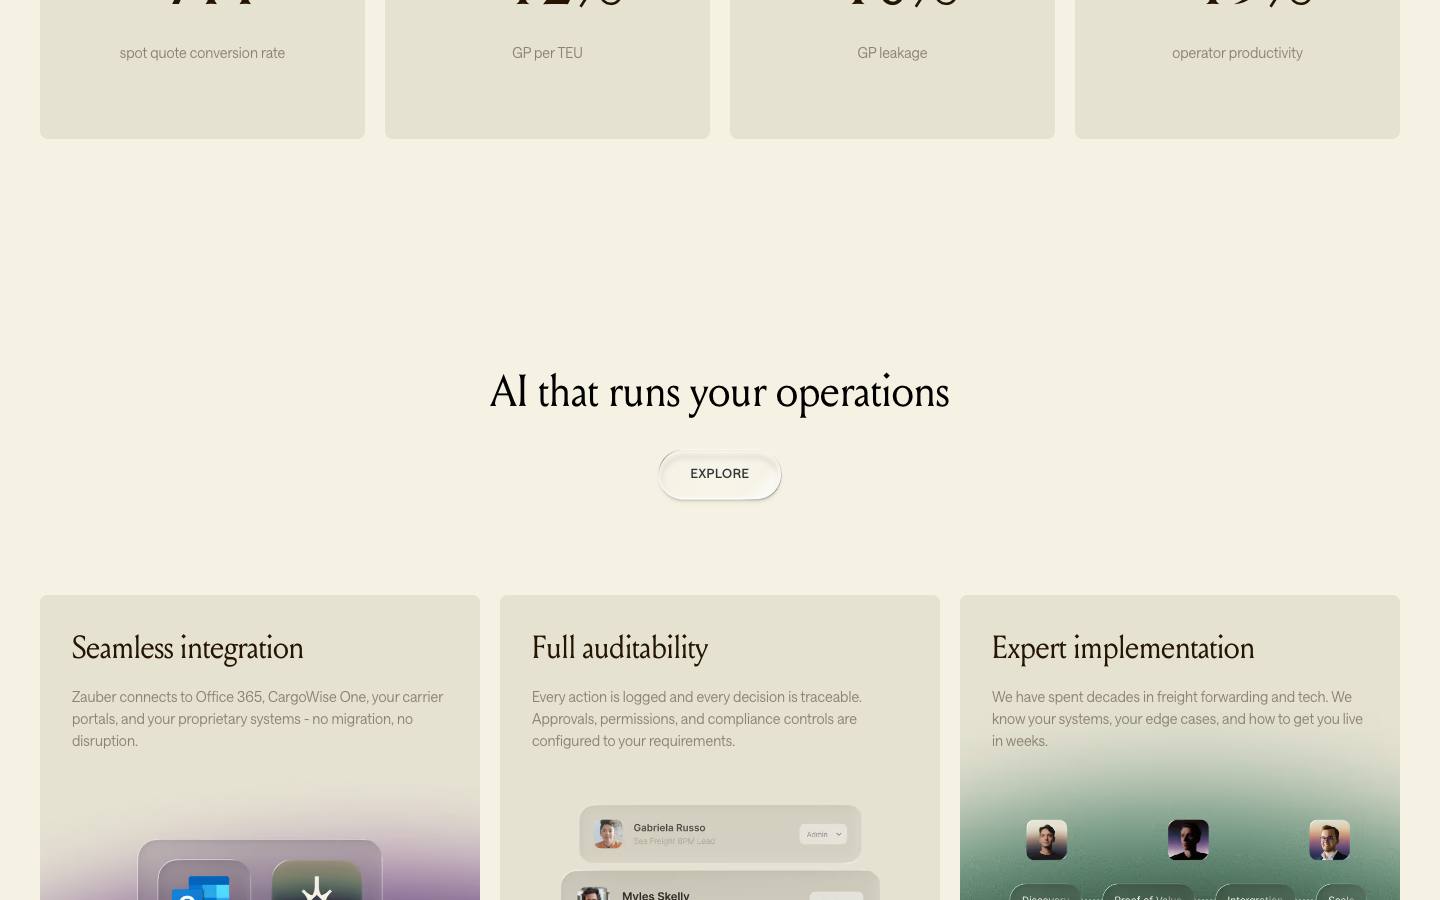 spot quote conversion rate
GP per TEU
GP leakage
operator productivity
AI that runs your operations
EXPLORE
Seamless integration
Zauber connects to Office 365, CargoWise One, your carrier
portals, and your proprietary systems - no migration, no
disruption.
Full auditability
Every action is logged and every decision is traceable.
Approvals, permissions, and compliance controls are
configured to your requirements.
Gabriela Russo
Sea Freight BPM Lead
Admin
Myles Skelly
Expert implementation
We have spent decades in freight forwarding and tech. We
know your systems, your edge cases, and how to get you live
in weeks.